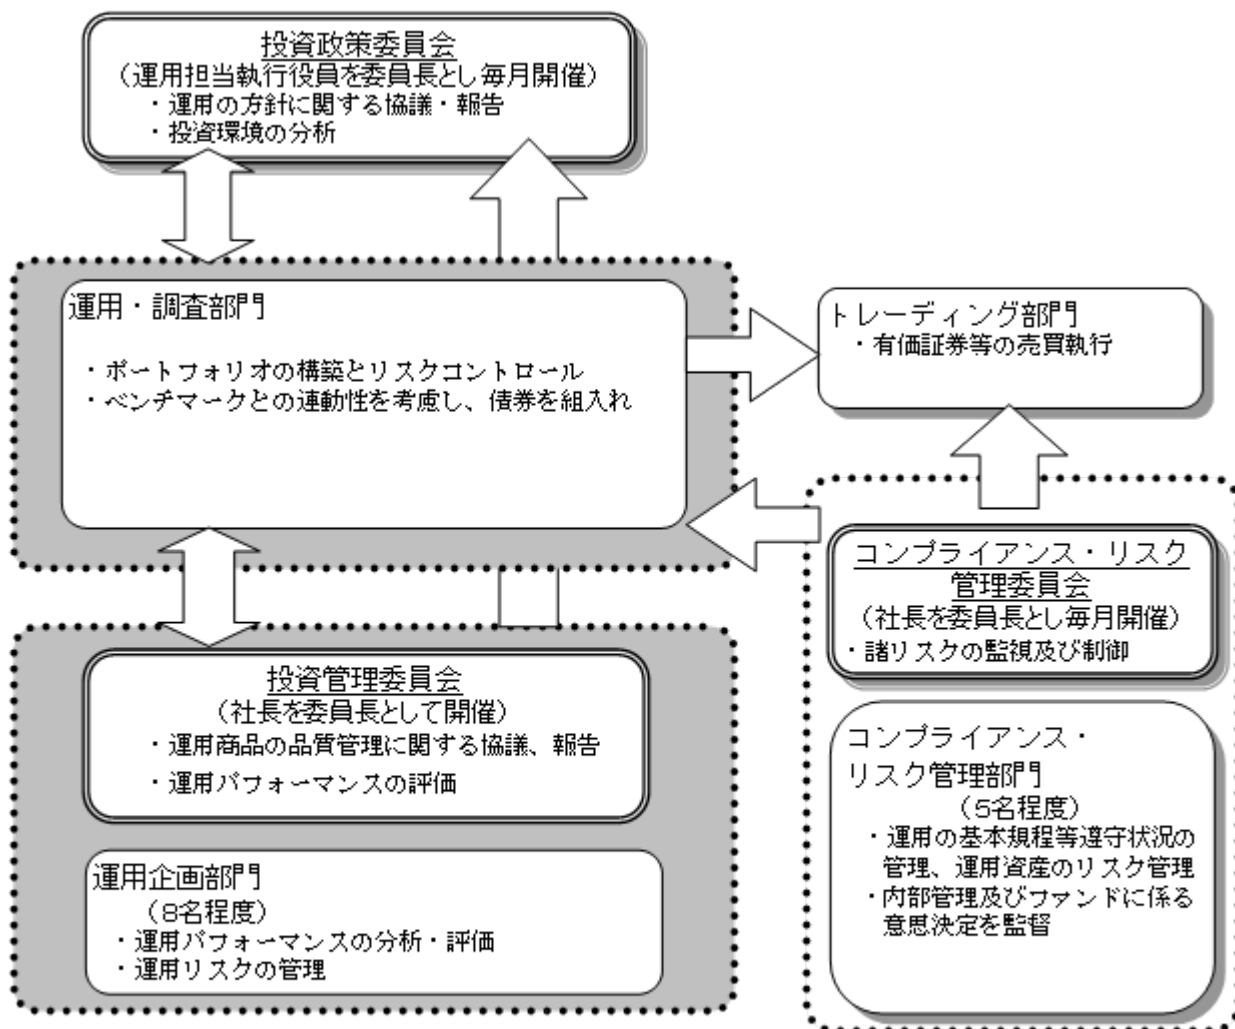 投資政策委員会
(運用担当執行役員を委員長とし毎月開催)
・運用の方針に関する協議・報告
・投資環境の分析
運用・調査部門
・ポートフォリオの構築とリスクコントロール
・ベンチマークとの連動性を考慮し、債券を組入れ
トレーディング部門
・有価証券等の売買執行
コンプライアンス・リスク
管理委員会
(社長を委員長とし毎月開催)
・諸リスクの監視及び制御
投資管理委員会
(社長を委員長として開催)
・運用商品の品質管理に関する協議、報告
・運用パフォーマンスの評価
運用企画部門
(8名程度)
・運用パフォーマンスの分析・評価
・運用リスクの管理
コンプライアンス・
リスク管理部門
(5名程度)
・運用の基本規程等遵守状況の
管理、運用資産のリスク管理
・内部管理及びファンドに係る
意思決定を監督